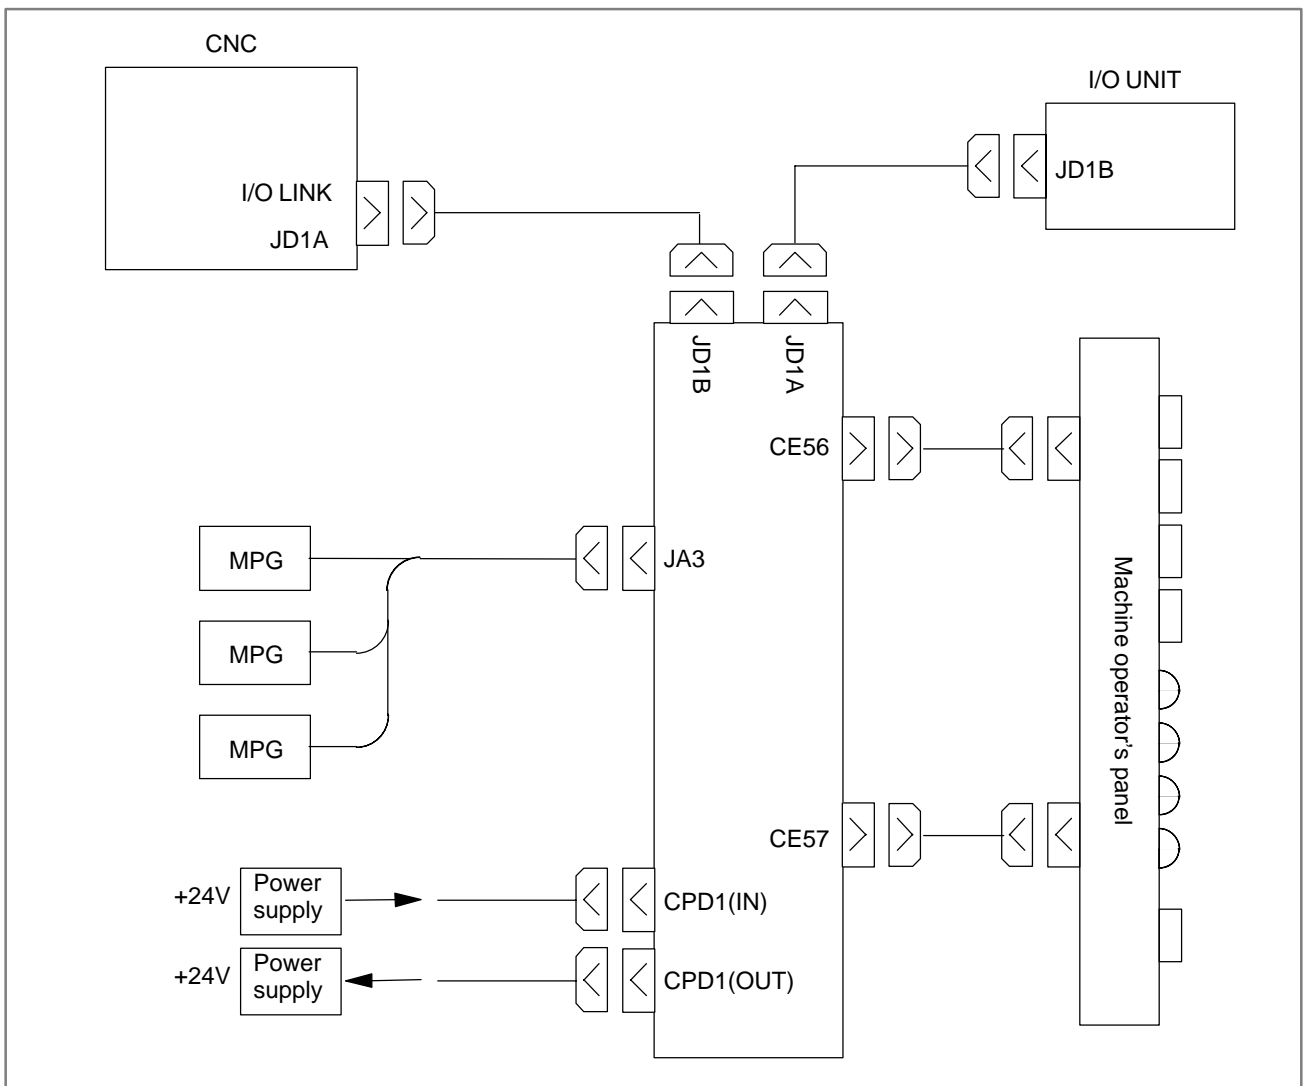 CNC
I/O UNIT
I/O LINK
JD1A
JD1B
JD1B
JD1A
CE56
MPG
JA3
MPG
MPG
Machine operator's panel
CE57
+24V
Power
supply
CPD1(IN)
+24V
Power
supply
CPD1(OUT)